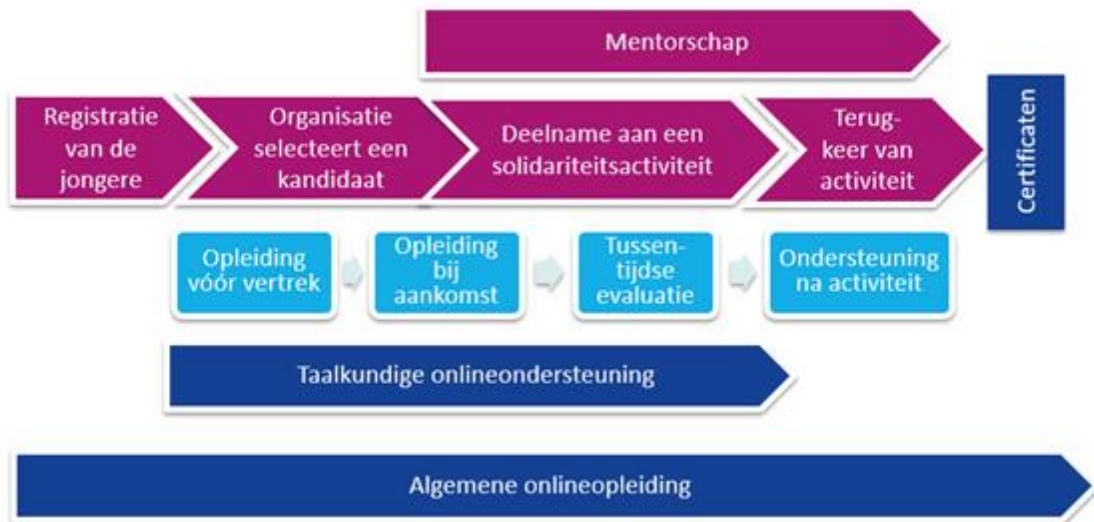 Mentorschap
Registratie
van de
jongere
Organisatie
selecteert een
kandidaat
Deelname aan een
solidariteitsactiviteit
Terug-
keer van
activiteit
Certificaten
Opleiding
vóór vertrek
Opleiding
bij
aankomst
Tussen-
tijdse
evaluatie
Ondersteuning
na activiteit
Taalkundige onlineondersteuning
Algemene onlineopleiding